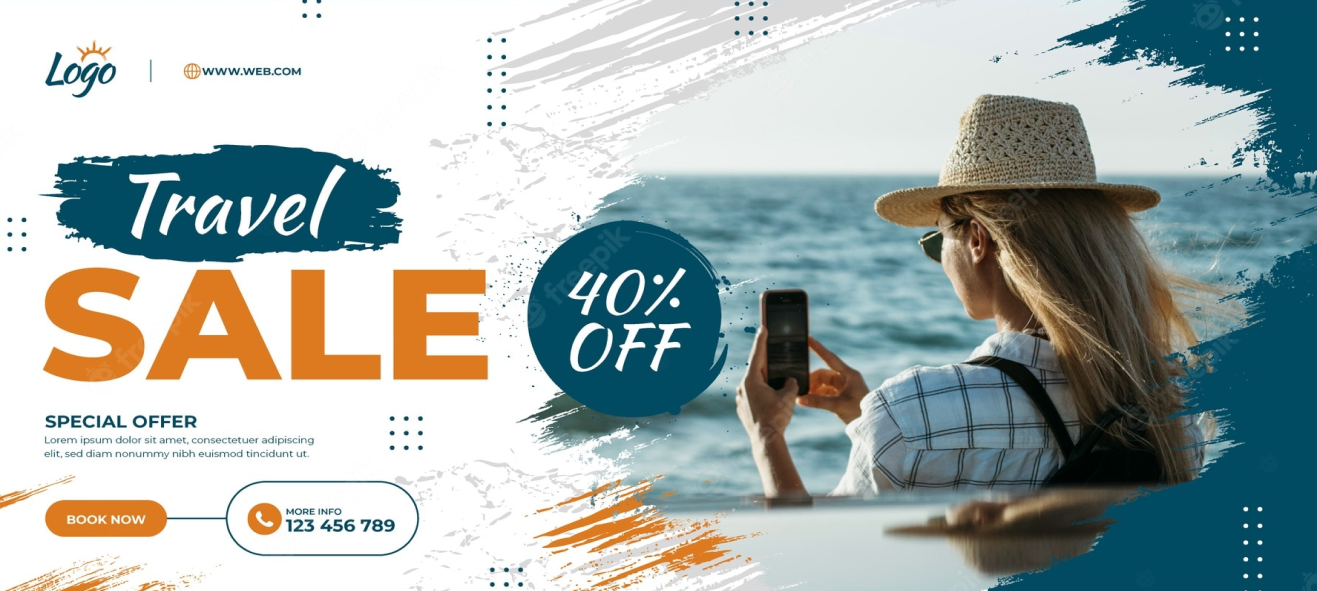 Logo
WWW.WEB.COM
Travel
SALE
40%
OFF
SPECIAL OFFER
Lorem ipsum dolor sit amet, consectetuer adipiscing
elit, sed diam nonummy nibh euismod tincidunt ut.
BOOK NOW
MORE INFO
123 456 789
freepik